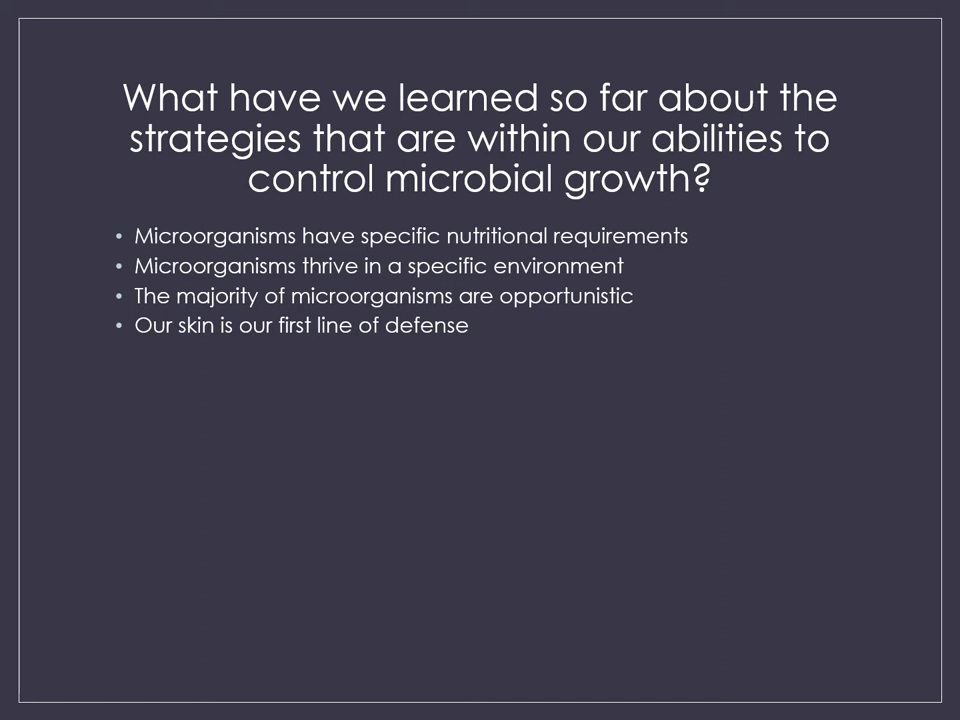 What have we learned so far about the
strategies that are within our abilities to
control microbial growth?
• Microorganisms have specific nutritional requirements
• Microorganisms thrive in a specific environment
• The majority of microorganisms are opportunistic
• Our skin is our first line of defense